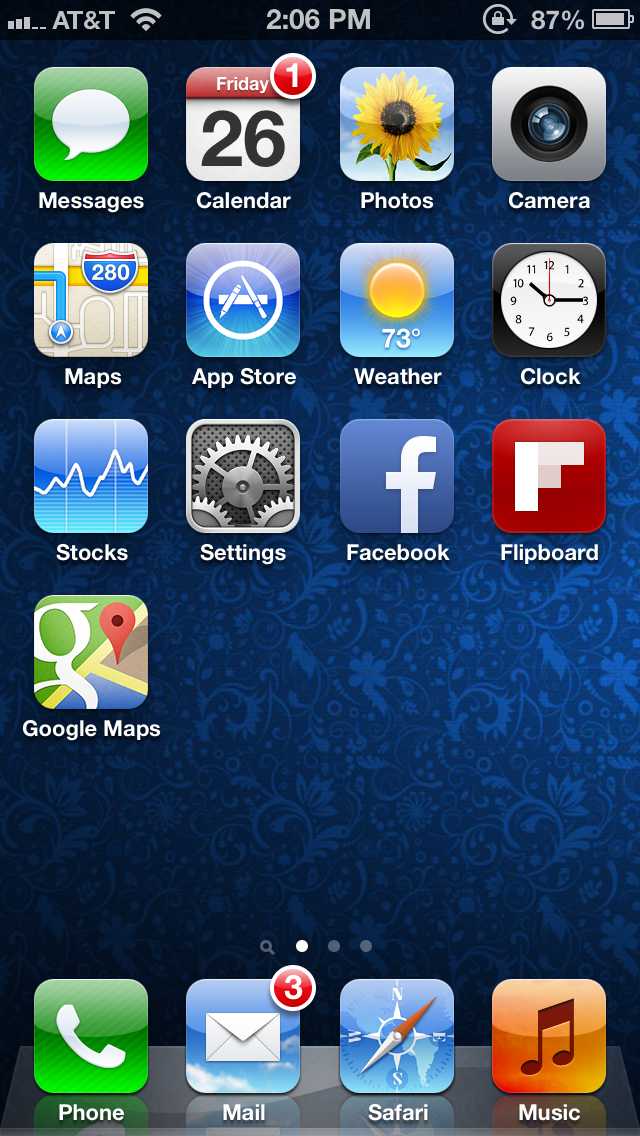 AT&T 2:06 PM 87%
Friday 1
26
Messages Calendar Photos Camera
280
73°
11 12 1
10 2
9 3
8 4
7 6 5
Maps App Store Weather Clock
f
Stocks Settings Facebook Flipboard
g
Google Maps
3
N
W E
S
Phone Mail Safari Music